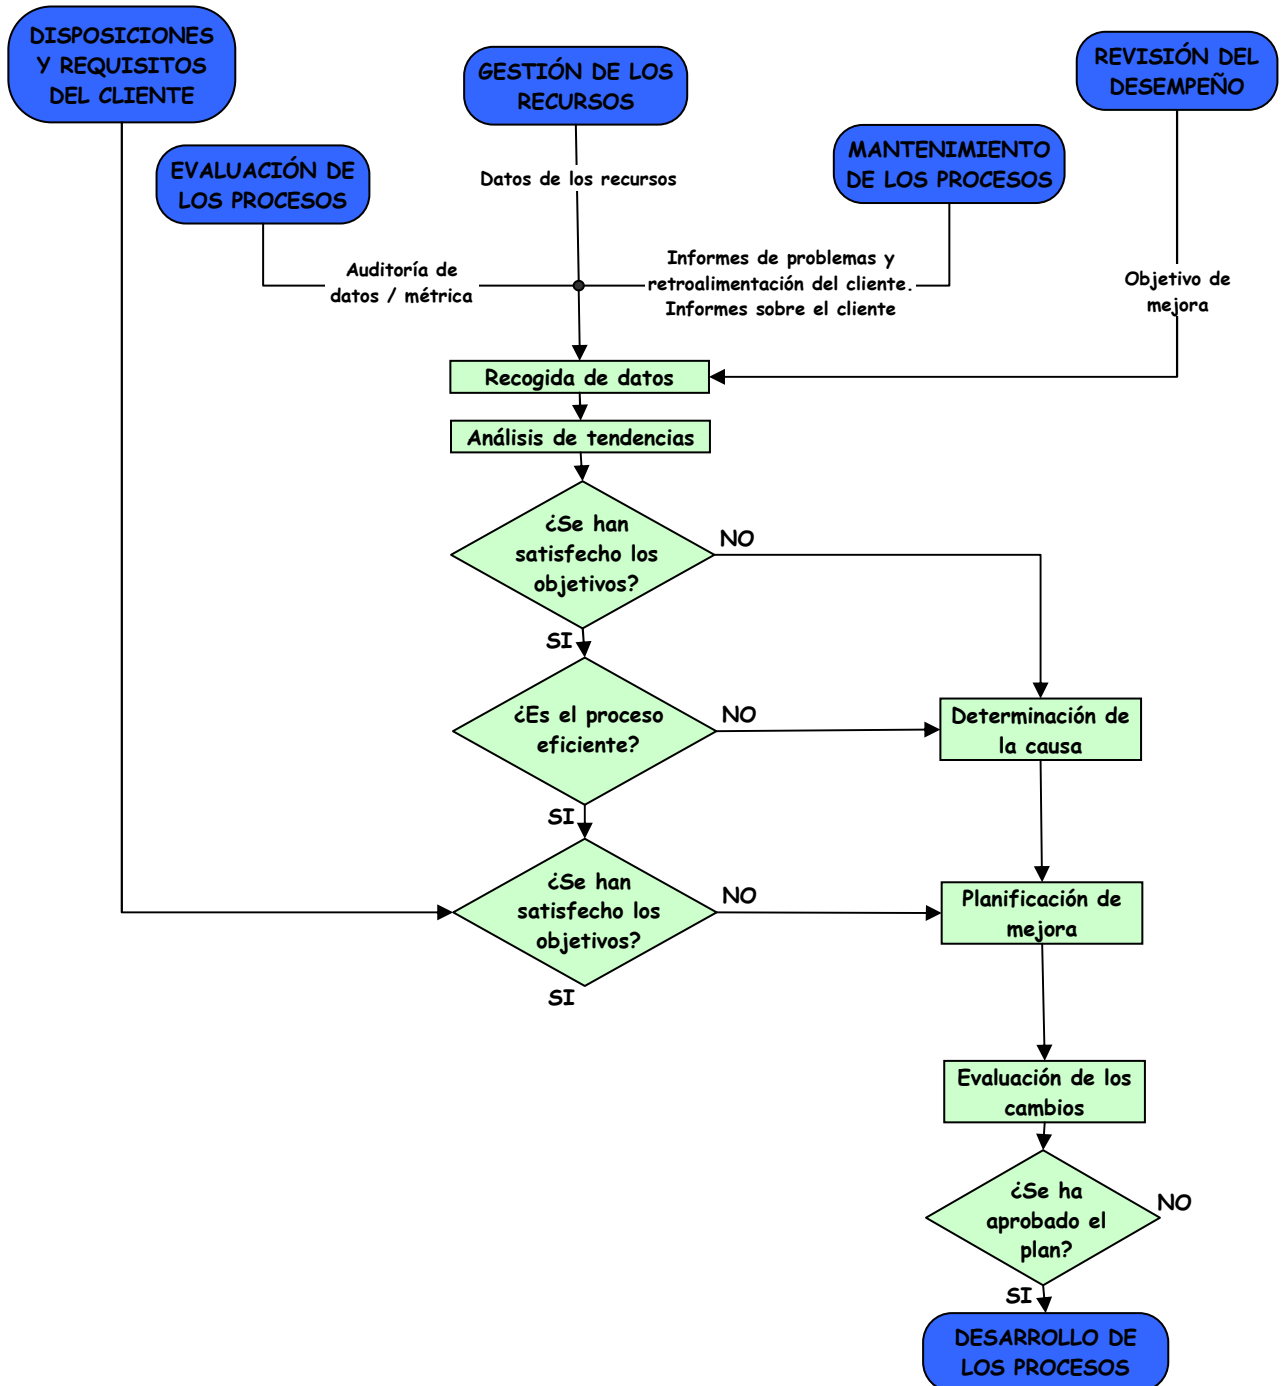 DISPOSICIONES
Y REQUISITOS
DEL CLIENTE
GESTIÓN DE LOS
RECURSOS
REVISIÓN DEL
DESEMPEÑO
EVALUACIÓN DE
LOS PROCESOS
MANTENIMIENTO
DE LOS PROCESOS
Datos de los recursos
Auditoría de
datos / métrica
Informes de problemas y
retroalimentación del cliente.
Informes sobre el cliente
Objetivo de
mejora
Recogida de datos
Análisis de tendencias
¿Se han
satisfecho los
objetivos?
NO
SI
¿Es el proceso
eficiente?
NO
Determinación de
la causa
SI
¿Se han
satisfecho los
objetivos?
NO
Planificación de
mejora
SI
Evaluación de los
cambios
¿Se ha
aprobado el
plan?
NO
SI
DESARROLLO DE
LOS PROCESOS